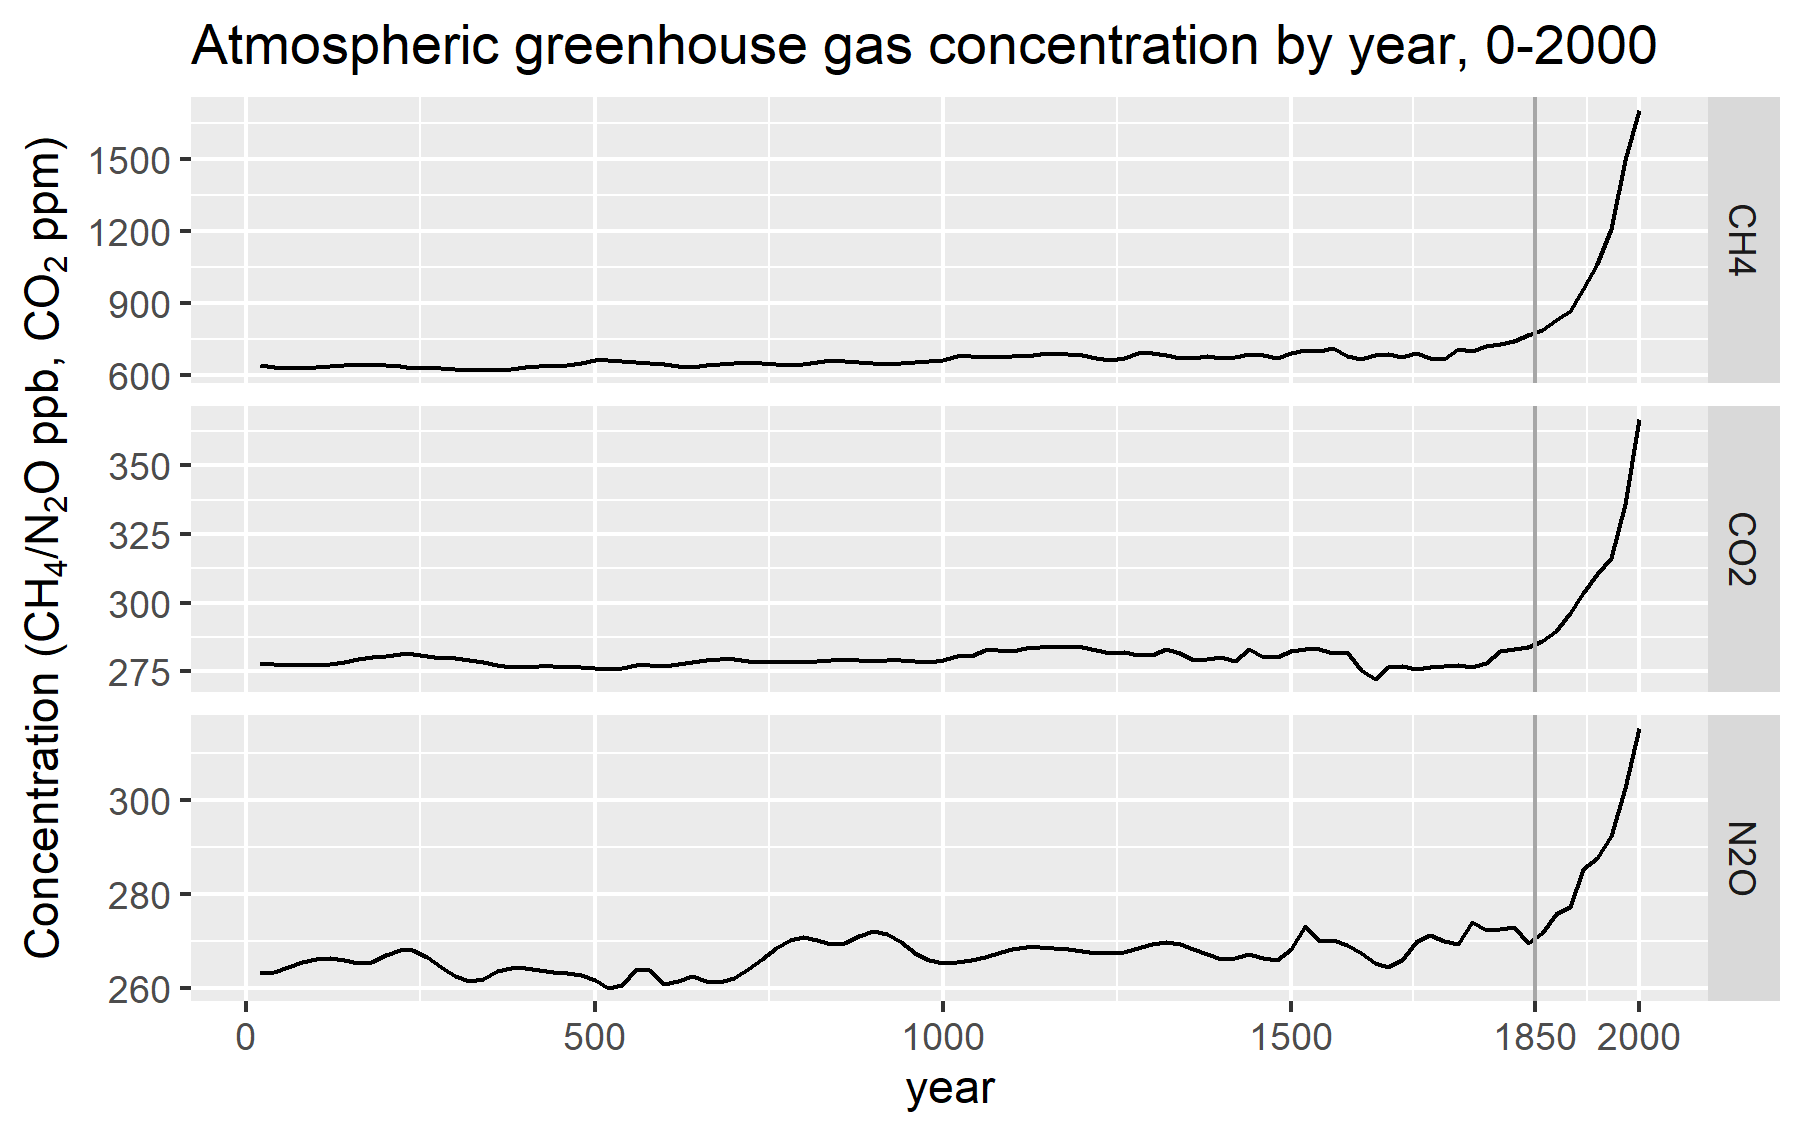 Atmospheric greenhouse gas concentration by year, 0-2000
Concentration (CH₄/N₂O ppb, CO₂ ppm)
1500
1200
900
600
CH4
350
325
300
275
CO2
300
280
260
N2O
0 500 1000 1500 1850 2000
year